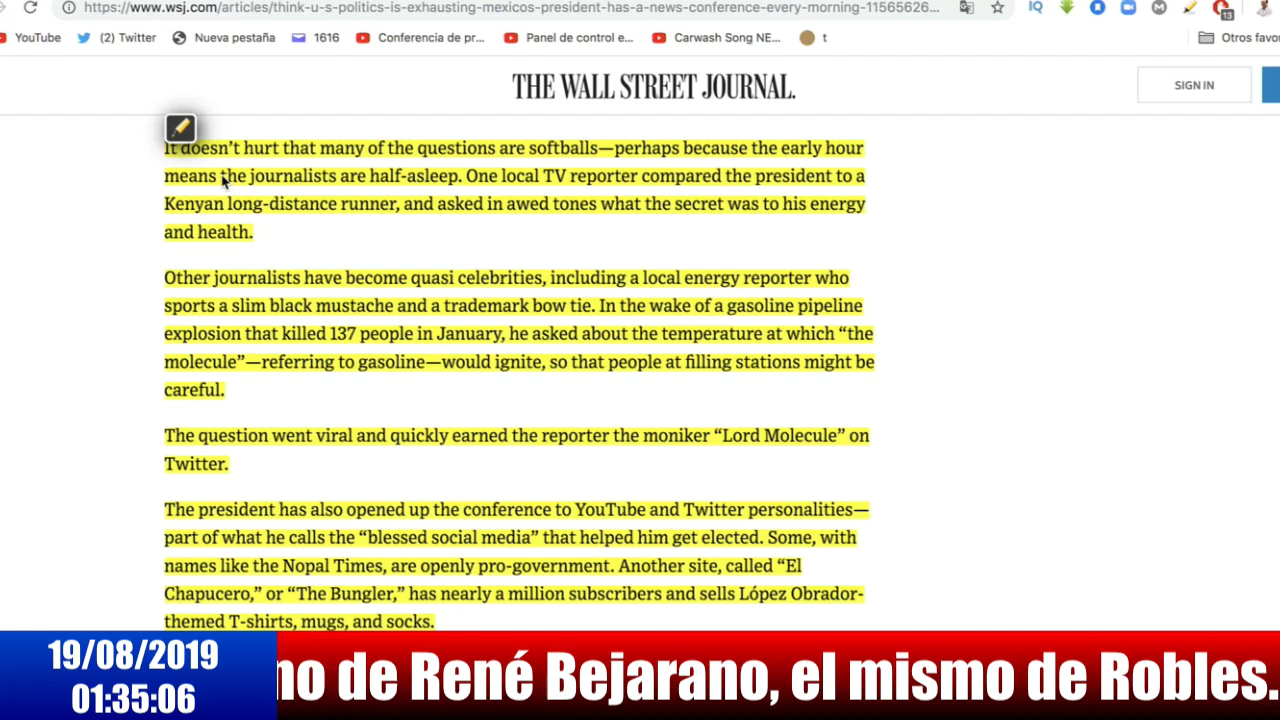 https://www.wsj.com/articles/think-u-s-politics-is-exhausting-mexicos-president-has-a-news-conference-every-morning-11565626...
IQ
M
13
YouTube
(2) Twitter
Nueva pestaña
1616
Conferencia de pr...
Panel de control e...
Carwash Song NE...
t
Otros favor
THE WALL STREET JOURNAL.
SIGN IN
It doesn’t hurt that many of the questions are softballs—perhaps because the early hour
means the journalists are half-asleep. One local TV reporter compared the president to a
Kenyan long-distance runner, and asked in awed tones what the secret was to his energy
and health.
Other journalists have become quasi celebrities, including a local energy reporter who
sports a slim black mustache and a trademark bow tie. In the wake of a gasoline pipeline
explosion that killed 137 people in January, he asked about the temperature at which “the
molecule”—referring to gasoline—would ignite, so that people at filling stations might be
careful.
The question went viral and quickly earned the reporter the moniker “Lord Molecule” on
Twitter.
The president has also opened up the conference to YouTube and Twitter personalities—
part of what he calls the “blessed social media” that helped him get elected. Some, with
names like the Nopal Times, are openly pro-government. Another site, called “El
Chapucero,” or “The Bungler,” has nearly a million subscribers and sells López Obrador-
themed T-shirts, mugs, and socks.
19/08/2019
01:35:06
no de René Bejarano, el mismo de Robles.